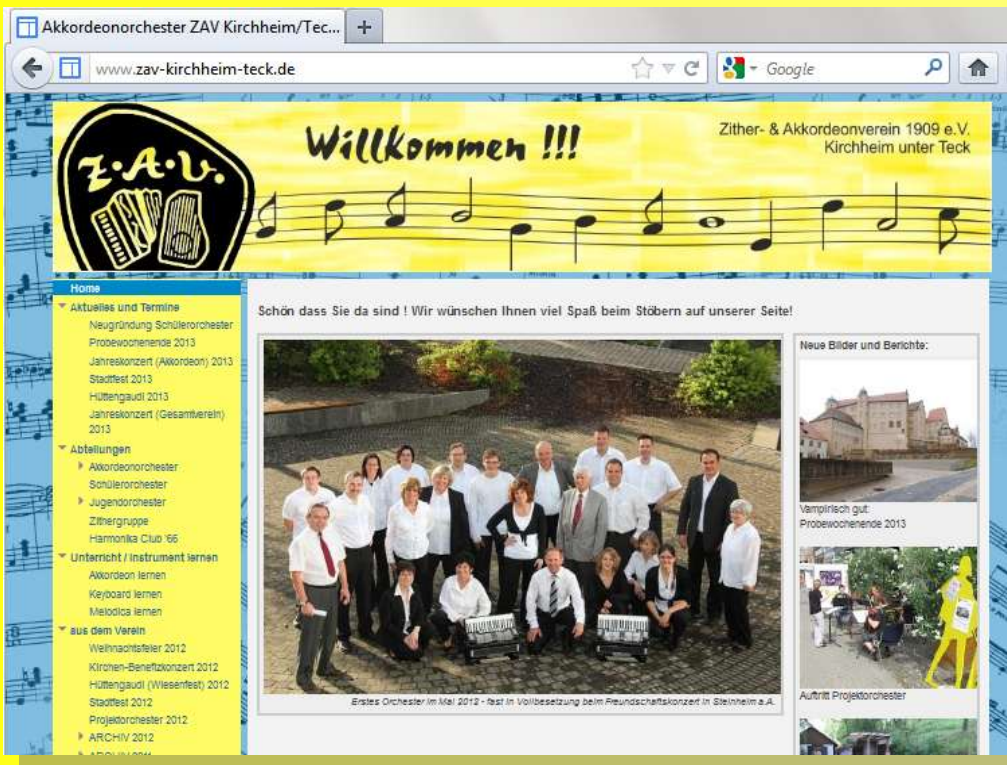 Akkordeonorchester ZAV Kirchheim/Tec...
www.zav-kirchheim-teck.de
Google
Z·A·V·
Willkommen !!!
Zither- & Akkordeonverein 1909 e.V.
Kirchheim unter Teck
Home
Aktuelles und Termine
Neugründung Schülerorchester
Probewochenende 2013
Jahreskonzert (Akkordeon) 2013
Stadtfest 2013
Hüttengaudi 2013
Jahreskonzert (Gesamtverein)
2013
Abteilungen
Akkordeonorchester
Schülerorchester
Jugendorchester
Zithergruppe
Harmonika Club '66
Unterricht / Instrument lernen
Akkordeon lernen
Keyboard lernen
Melodica lernen
aus dem Verein
Weihnachtsfeier 2012
Kirchen-Benefizkonzert 2012
Hüttengaudi (Wiesenfest) 2012
Stadtfest 2012
Projektorchester 2012
ARCHIV 2012
ARCHIV 2011
Schön dass Sie da sind ! Wir wünschen Ihnen viel Spaß beim Stöbern auf unserer Seite!
Erstes Orchester im Mai 2012 - fast in Vollbesetzung beim Freundschaftskonzert in Steinheim a.A.
Neue Bilder und Berichte:
Vampirisch gut:
Probewochenende 2013
Auftritt Projektorchester